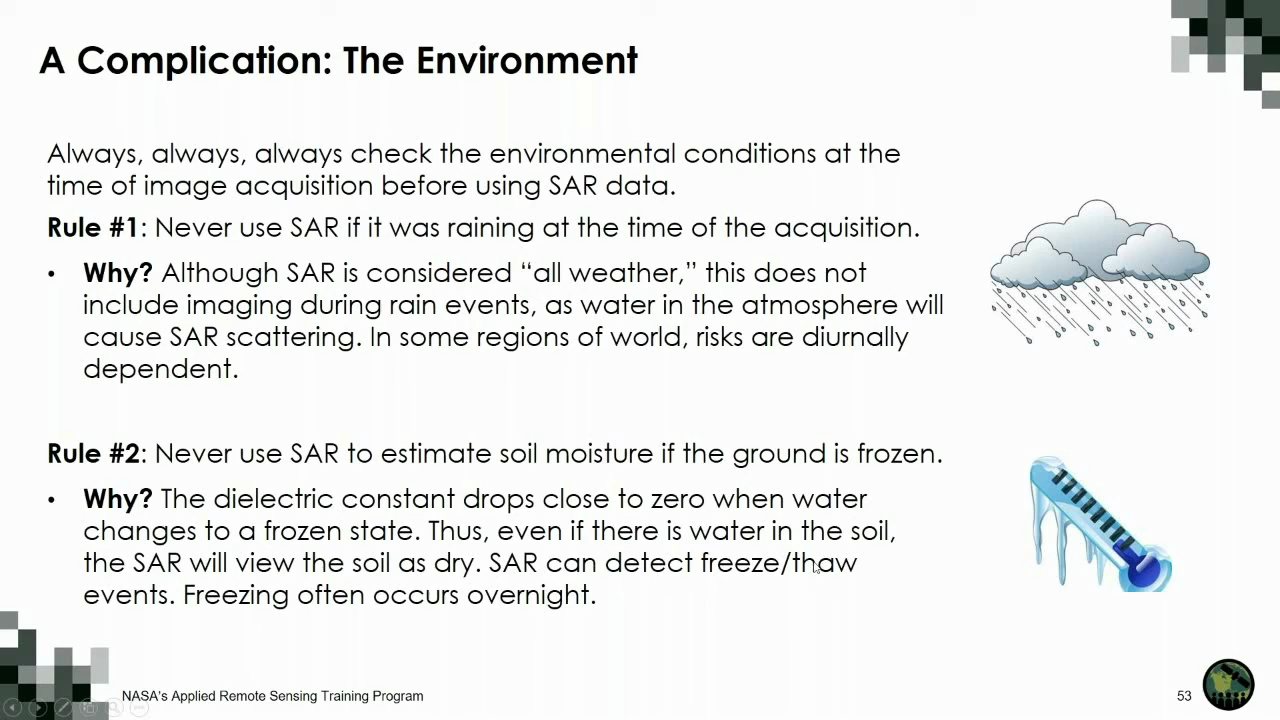 A Complication: The Environment
Always, always, always check the environmental conditions at the
time of image acquisition before using SAR data.
Rule #1: Never use SAR if it was raining at the time of the acquisition.
• Why? Although SAR is considered “all weather,” this does not
include imaging during rain events, as water in the atmosphere will
cause SAR scattering. In some regions of world, risks are diurnally
dependent.
Rule #2: Never use SAR to estimate soil moisture if the ground is frozen.
• Why? The dielectric constant drops close to zero when water
changes to a frozen state. Thus, even if there is water in the soil,
the SAR will view the soil as dry. SAR can detect freeze/thaw
events. Freezing often occurs overnight.
NASA's Applied Remote Sensing Training Program
53